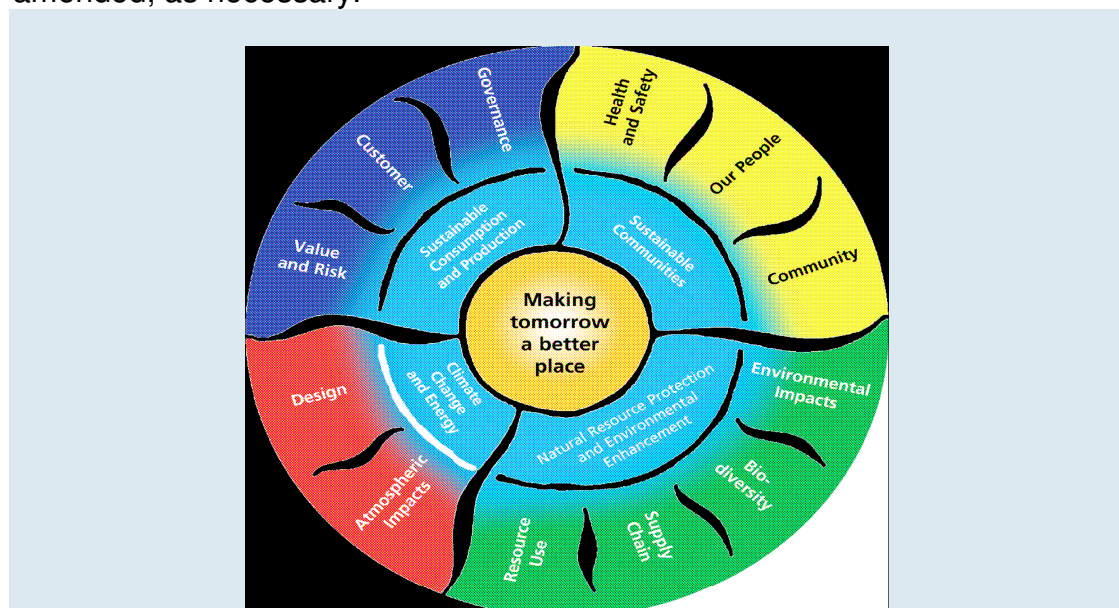 amended, as necessary.
Governance
Customer
Value
and Risk
Sustainable
Consumption
and Production
Health
and Safety
Our People
Community
Sustainable
Communities
Making
tomorrow
a better
place
Climate
Change
and Energy
Design
Atmospheric
Impacts
Natural Resource Protection
and Environmental
Enhancement
Environmental
Impacts
Bio-
diversity
Supply
Chain
Resource
Use